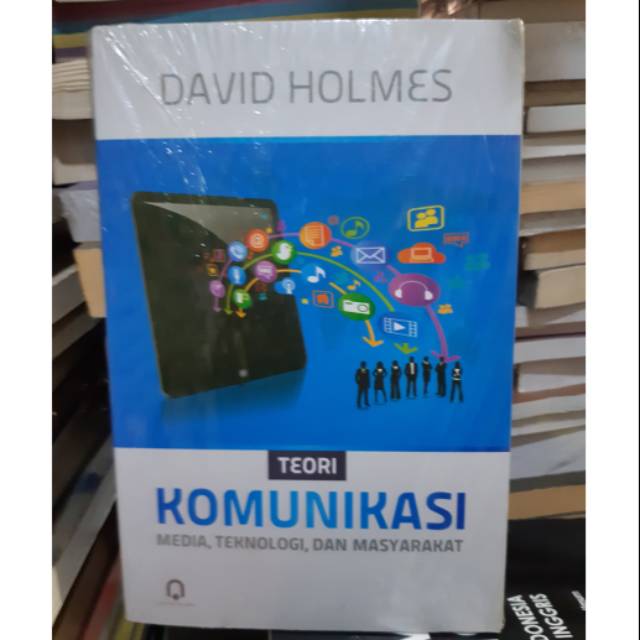 DAVID HOLMES
TEORI
KOMUNIKASI
MEDIA, TEKNOLOGI, DAN MASYARAKAT